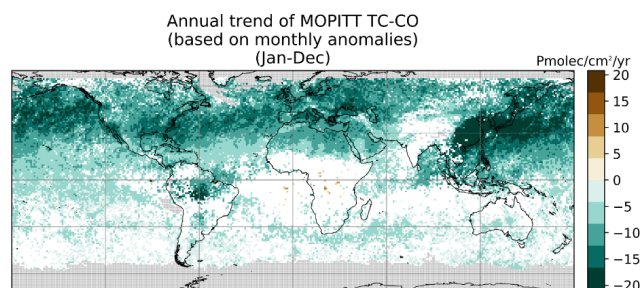 Annual trend of MOPITT TC-CO
(based on monthly anomalies)
(Jan-Dec)
Pmolec/cm²/yr
20
15
10
5
0
−5
−10
−15
−20